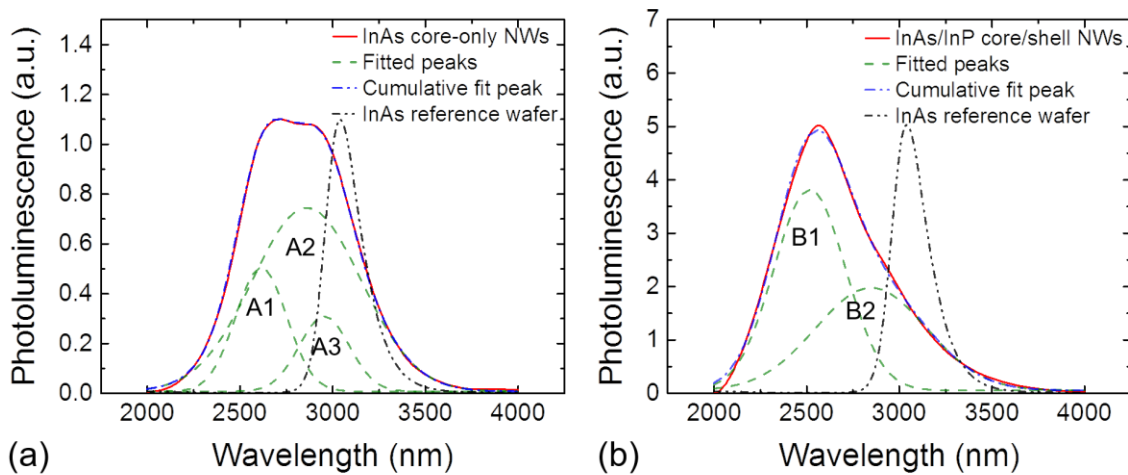 1.4
1.2
1.0
0.8
0.6
0.4
0.2
0.0
Photoluminescence (a.u.)
InAs core-only NWs
Fitted peaks
Cumulative fit peak
InAs reference wafer
A1
A2
A3
2000 2500 3000 3500 4000
Wavelength (nm)
(a)
7
6
5
4
3
2
1
0
Photoluminescence (a.u.)
InAs/InP core/shell NWs
Fitted peaks
Cumulative fit peak
InAs reference wafer
B1
B2
2000 2500 3000 3500 4000
Wavelength (nm)
(b)